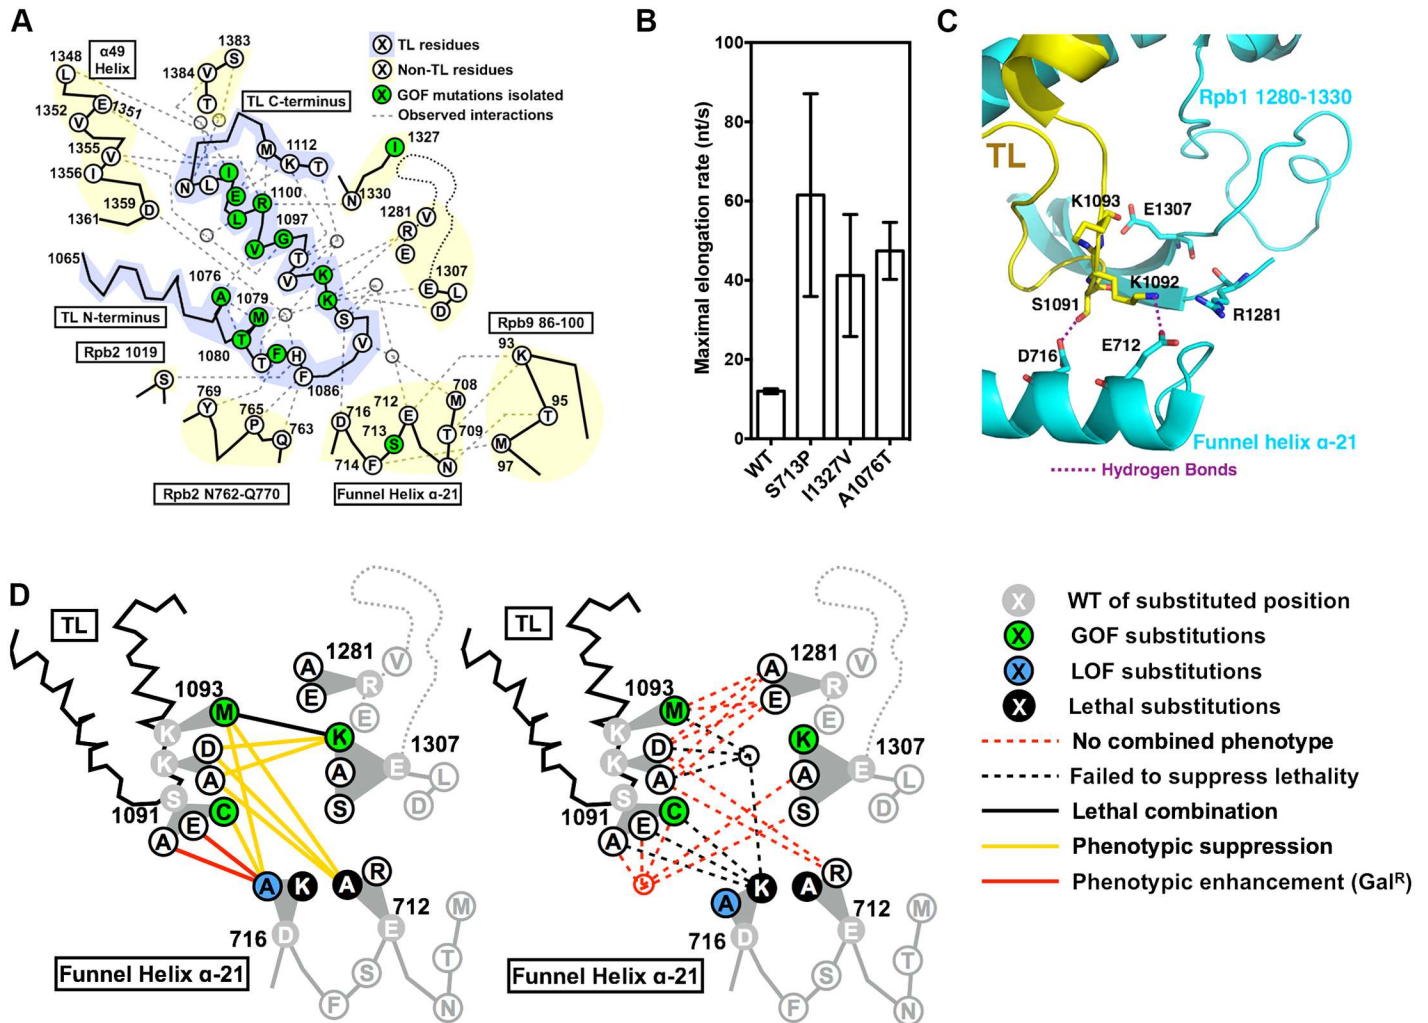 A
α49
Helix
1348
L
E
1351
1352
V
1355
V
1356
I
1359
D
1361
1383
S
1384
V
T
TL C-terminus
X TL residues
X Non-TL residues
X GOF mutations isolated
Observed interactions
1112
M
K
T
N
L
I
E
1100
R
L
1097
V
G
T
V
K
K
S
V
1327
I
N
1330
1281
V
R
E
1307
E
L
D
1065
TL N-terminus
1076
A
1079
M
T
1080
T
F
H
F
1086
Rpb2 1019
S
769
Y
765
P
Q
763
Rpb2 N762-Q770
716
D
712
E
713
S
714
F
708
M
T
709
N
Funnel Helix α-21
Rpb9 86-100
93
K
95
T
M
97
B
Maximal elongation rate (nt/s)
100
80
60
40
20
0
WT
S713P
I1327V
A1076T
C
Rpb1 1280-1330
TL
K1093
E1307
K1092
S1091
R1281
D716
E712
Funnel helix α-21
Hydrogen Bonds
D
TL
1093
M
K
D
K
A
S
1091
C
E
A
1281
A
E
R
V
E
K
1307
A
E
L
D
S
A
K
716
D
A
R
712
E
F
S
M
T
N
Funnel Helix α-21
TL
1093
M
K
D
K
A
S
1091
C
E
A
1281
A
E
R
V
E
K
1307
A
E
L
D
S
A
K
716
D
A
R
712
E
F
S
M
T
N
Funnel Helix α-21
X WT of substituted position
X GOF substitutions
X LOF substitutions
X Lethal substitutions
No combined phenotype
Failed to suppress lethality
Lethal combination
Phenotypic suppression
Phenotypic enhancement (Galᴿ)